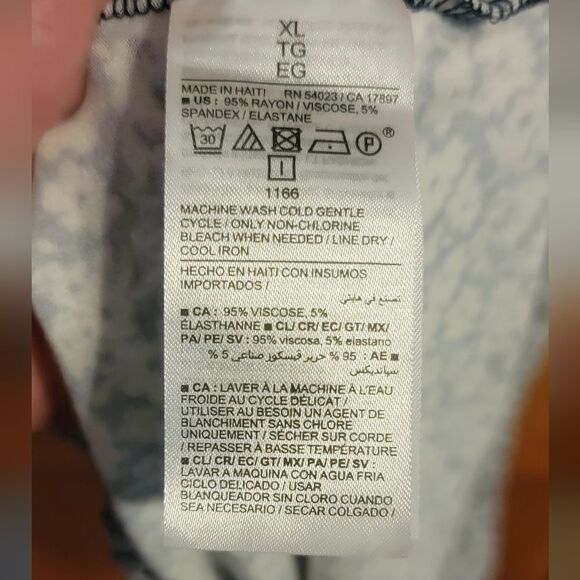 XL
TG
EG
MADE IN HAITI RN 54023 / CA 17897
■ US : 95% RAYON / VISCOSE, 5%
SPANDEX / ELASTANE
30 P ®
I
1166
MACHINE WASH COLD GENTLE
CYCLE / ONLY NON-CHLORINE
BLEACH WHEN NEEDED / LINE DRY /
COOL IRON
HECHO EN HAITI CON INSUMOS
IMPORTADOS /
تصنع في هايتي
■ CA : 95% VISCOSE, 5%
ÉLASTHANNE ■ CL/ CR/ EC/ GT/ MX/
PA/ PE/ SV : 95% viscosa, 5% elastano
■ AE : 95 % حرير فيسكوز صناعي 5 %
سباندیکس
■ CA : LAVER À LA MACHINE À L'EAU
FROIDE AU CYCLE DÉLICAT /
UTILISER AU BESOIN UN AGENT DE
BLANCHIMENT SANS CHLORE
UNIQUEMENT / SÉCHER SUR CORDE
/ REPASSER À BASSE TEMPÉRATURE
■ CL/ CR/ EC/ GT/ MX/ PA/ PE/ SV :
LAVAR A MAQUINA CON AGUA FRIA
CICLO DELICADO / USAR
BLANQUEADOR SIN CLORO CUANDO
SEA NECESARIO / SECAR COLGADO /